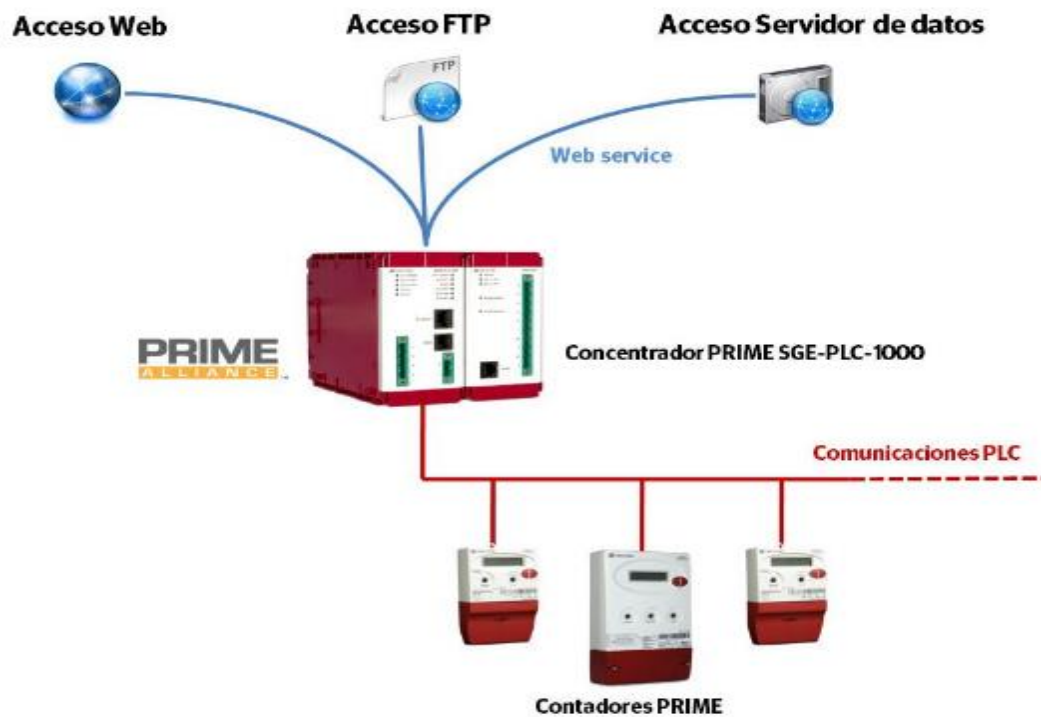 Acceso Web
Acceso FTP
Acceso Servidor de datos
FTP
Web service
PRIME
ALLIANCE
Concentrador PRIME SGE-PLC-1000
Comunicaciones PLC
Contadores PRIME